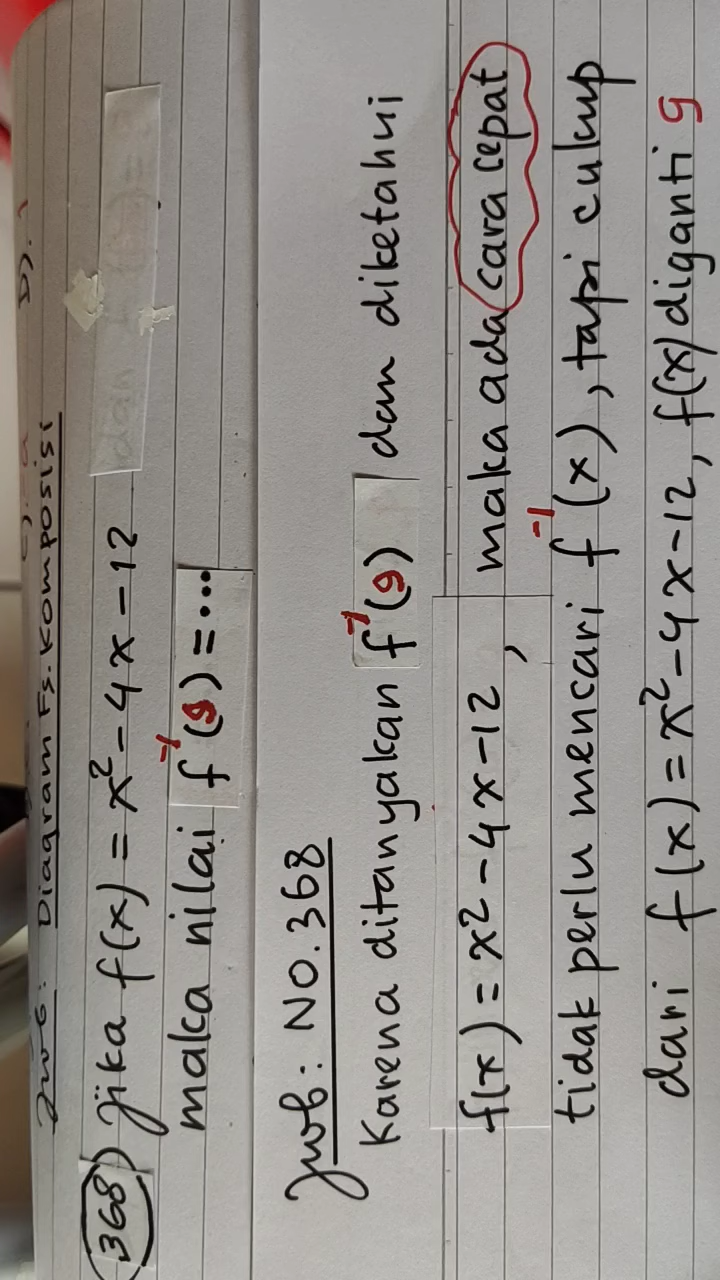 Jwb: Diagram Fs. Komposisi
368) Jika f(x) = x² - 4x - 12
maka nilai f⁻¹(9) = ...
Jwb: NO. 368
Karena ditanyakan f⁻¹(9) dan diketahui
f(x) = x² - 4x - 12, maka ada cara cepat
tidak perlu mencari f⁻¹(x), tapi cukup
dari f(x) = x² - 4x - 12, f(x) diganti 9